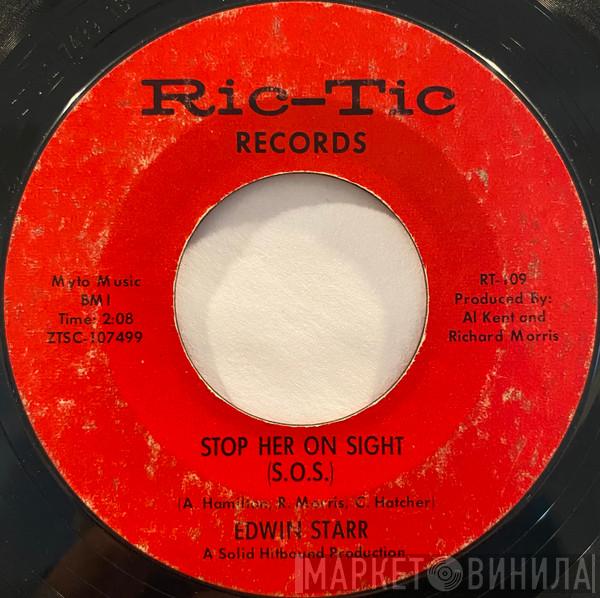 Ric-Tic
RECORDS
Myto Music
BMI
Time: 2:08
ZTSC-107499
RT-109
Produced By:
Al Kent and
Richard Morris
STOP HER ON SIGHT
(S.O.S.)
(A. Hamilton, R. Morris, C. Hatcher)
EDWIN STARR
A Solid Hitbound Production
МАРКЕТ ВИНИЛА